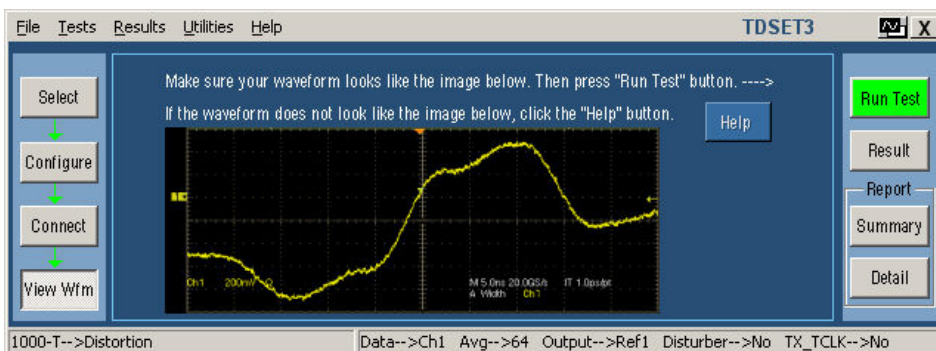 File Tests Results Utilities Help TDSET3 X
Make sure your waveform looks like the image below. Then press "Run Test" button. ---->
If the waveform does not look like the image below, click the "Help" button.
Help
Select
Configure
Connect
View Wfm
Ch1 200mV Ω
M 5.0ns 20.0GS/s IT 1.0ps/pt
A Width Ch1
Run Test
Result
Report
Summary
Detail
1000-T-->Distortion Data-->Ch1 Avg-->64 Output-->Ref1 Disturber-->No TX_TCLK-->No